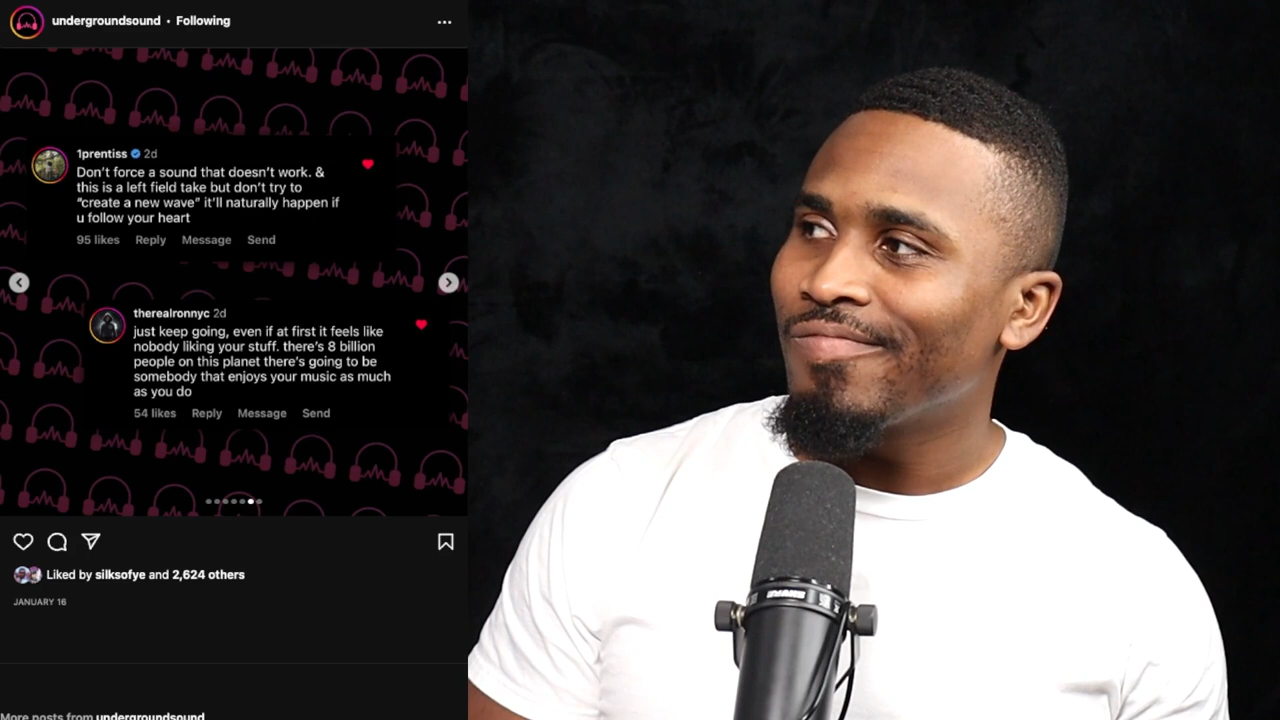 undergroundsound • Following
1prentiss 2d
Don't force a sound that doesn't work. &
this is a left field take but don't try to
“create a new wave” it'll naturally happen if
u follow your heart
95 likes Reply Message Send
therealronnyc 2d
just keep going, even if at first it feels like
nobody liking your stuff. there's 8 billion
people on this planet there's going to be
somebody that enjoys your music as much
as you do
54 likes Reply Message Send
Liked by silksofye and 2,624 others
JANUARY 16
More posts from undergroundsound
SHURE